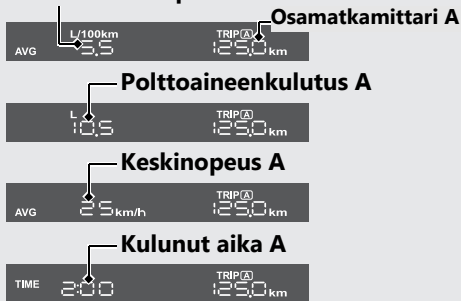 Osamatkamittari A
L/100km TRIP A
AVG 5.5 125.0 km
Polttoaineenkulutus A
L TRIP A
10.5 125.0 km
Keskinopeus A
TRIP A
AVG 25 km/h 125.0 km
Kulunut aika A
TRIP A
TIME 2:00 125.0 km